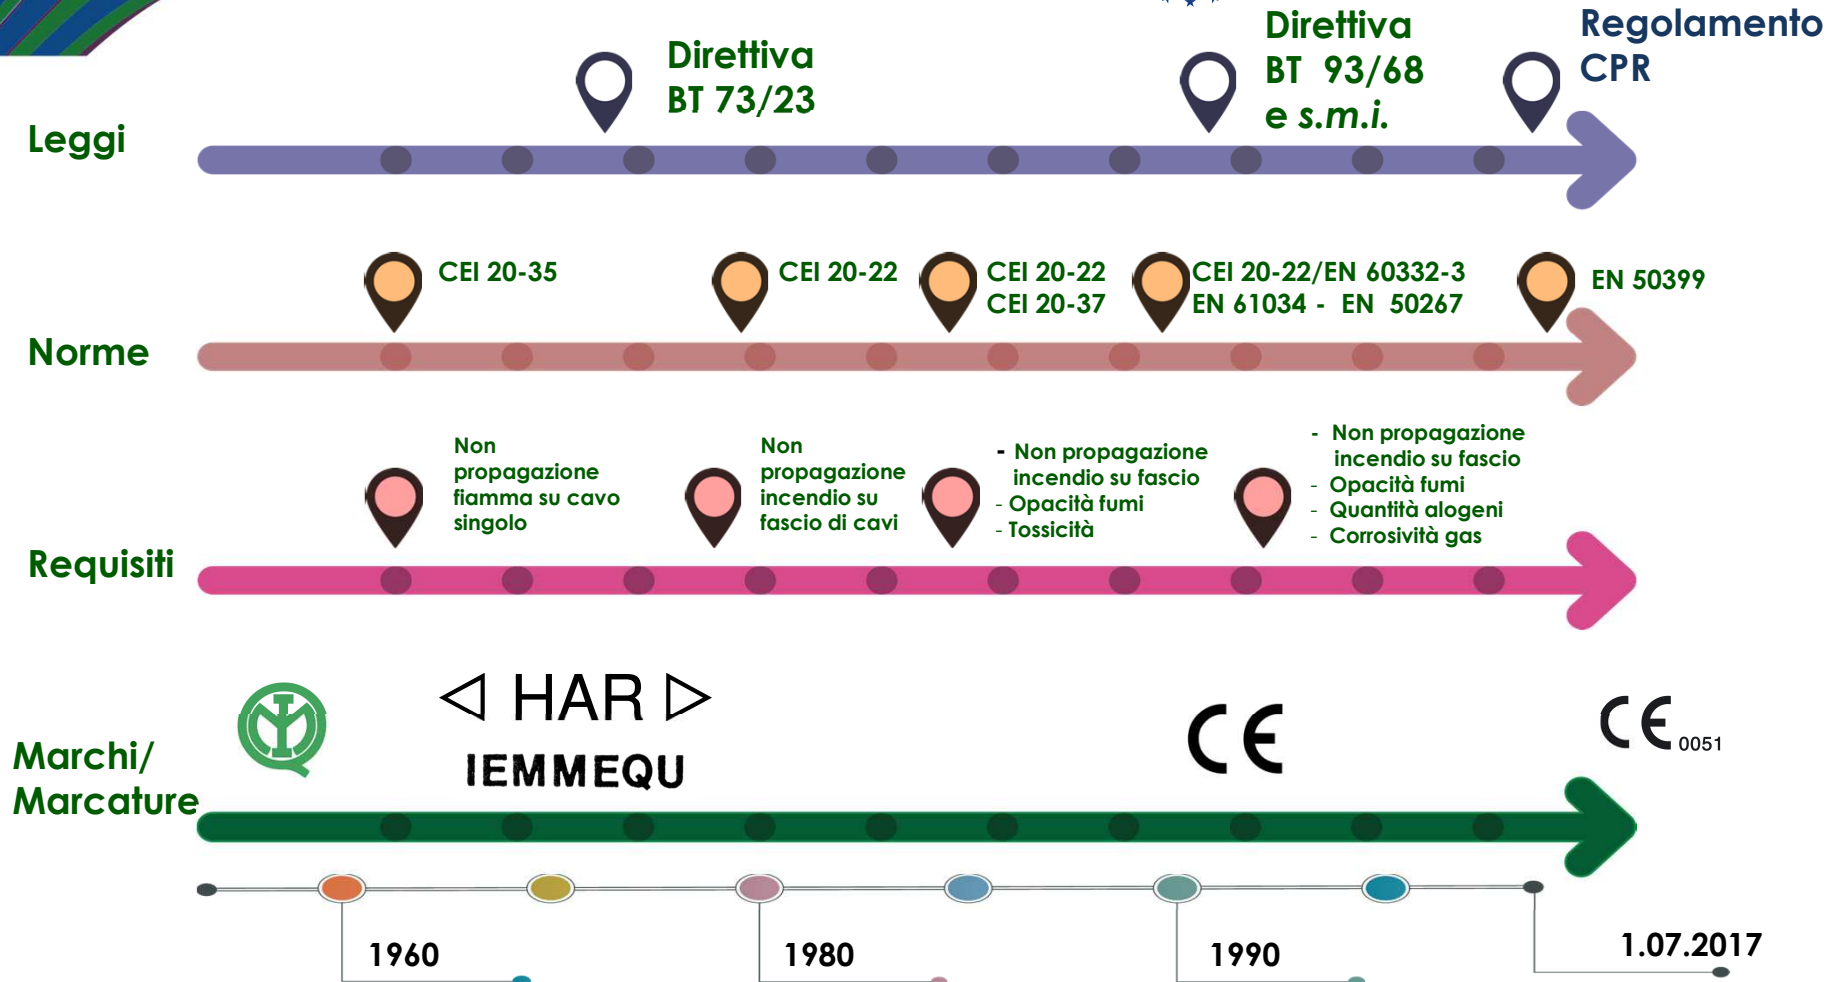 Direttiva
BT 73/23
Direttiva
BT 93/68
e s.m.i.
Regolamento
CPR
Leggi
CEI 20-35
CEI 20-22
CEI 20-22
CEI 20-37
CEI 20-22/EN 60332-3
EN 61034 - EN 50267
EN 50399
Norme
Non
propagazione
fiamma su cavo
singolo
Non
propagazione
incendio su
fascio di cavi
- Non propagazione
incendio su fascio
- Opacità fumi
- Tossicità
- Non propagazione
incendio su fascio
- Opacità fumi
- Quantità alogeni
- Corrosività gas
Requisiti
◁ HAR ▷
IEMMEQU
CE
CE 0051
Marchi/
Marcature
1960
1980
1990
1.07.2017